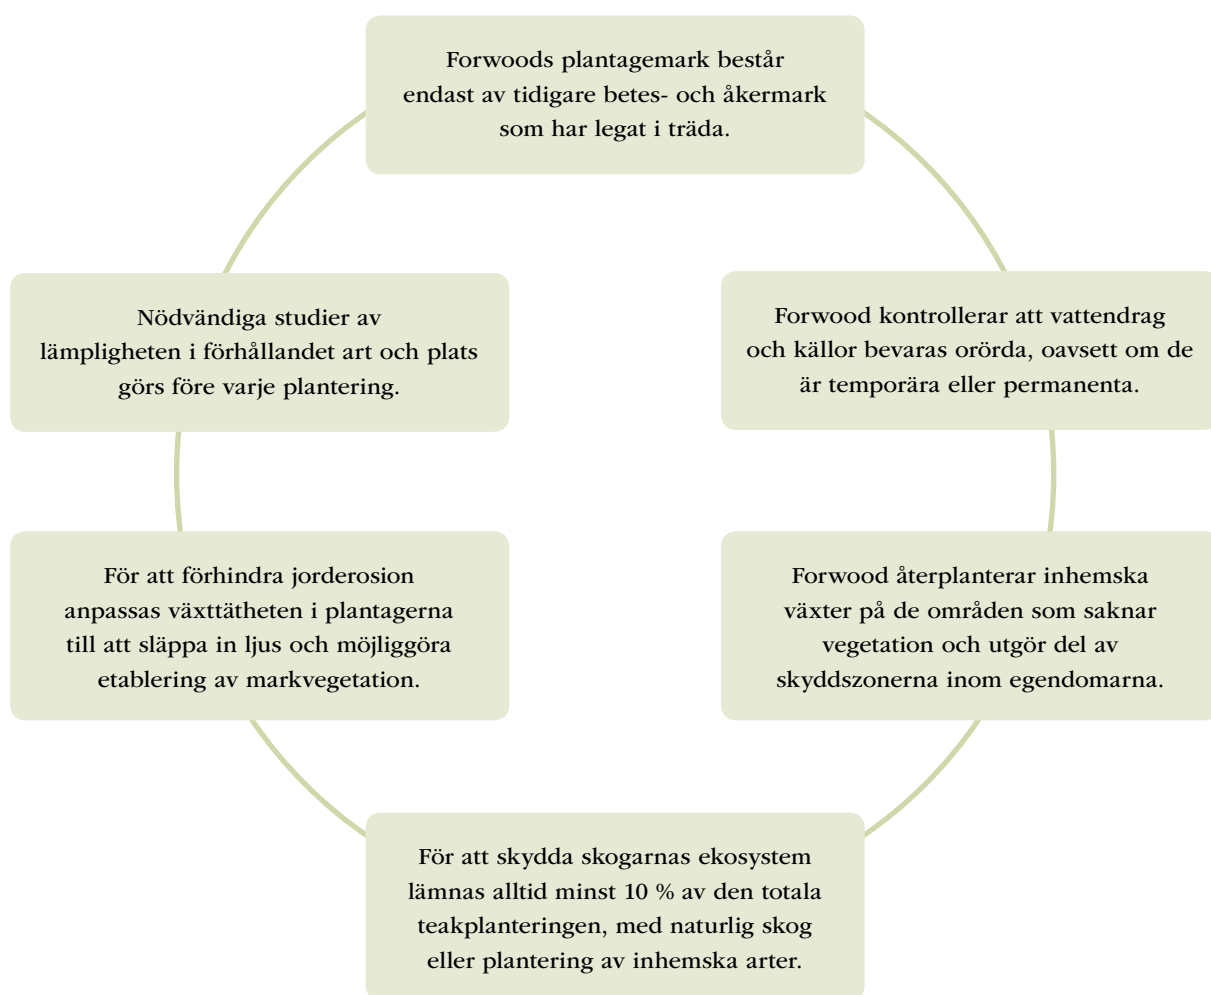 Forwoods plantagemark består
endast av tidigare betes- och åkermark
som har legat i träda.
Nödvändiga studier av
lämpligheten i förhållandet art och plats
görs före varje plantering.
Forwood kontrollerar att vattendrag
och källor bevaras orörda, oavsett om de
är temporära eller permanenta.
För att förhindra jorderosion
anpassas växttätheten i plantagerna
till att släppa in ljus och möjliggöra
etablering av markvegetation.
Forwood återplanterar inhemska
växter på de områden som saknar
vegetation och utgör del av
skyddszonerna inom egendomarna.
För att skydda skogarnas ekosystem
lämnas alltid minst 10 % av den totala
teakplanteringen, med naturlig skog
eller plantering av inhemska arter.